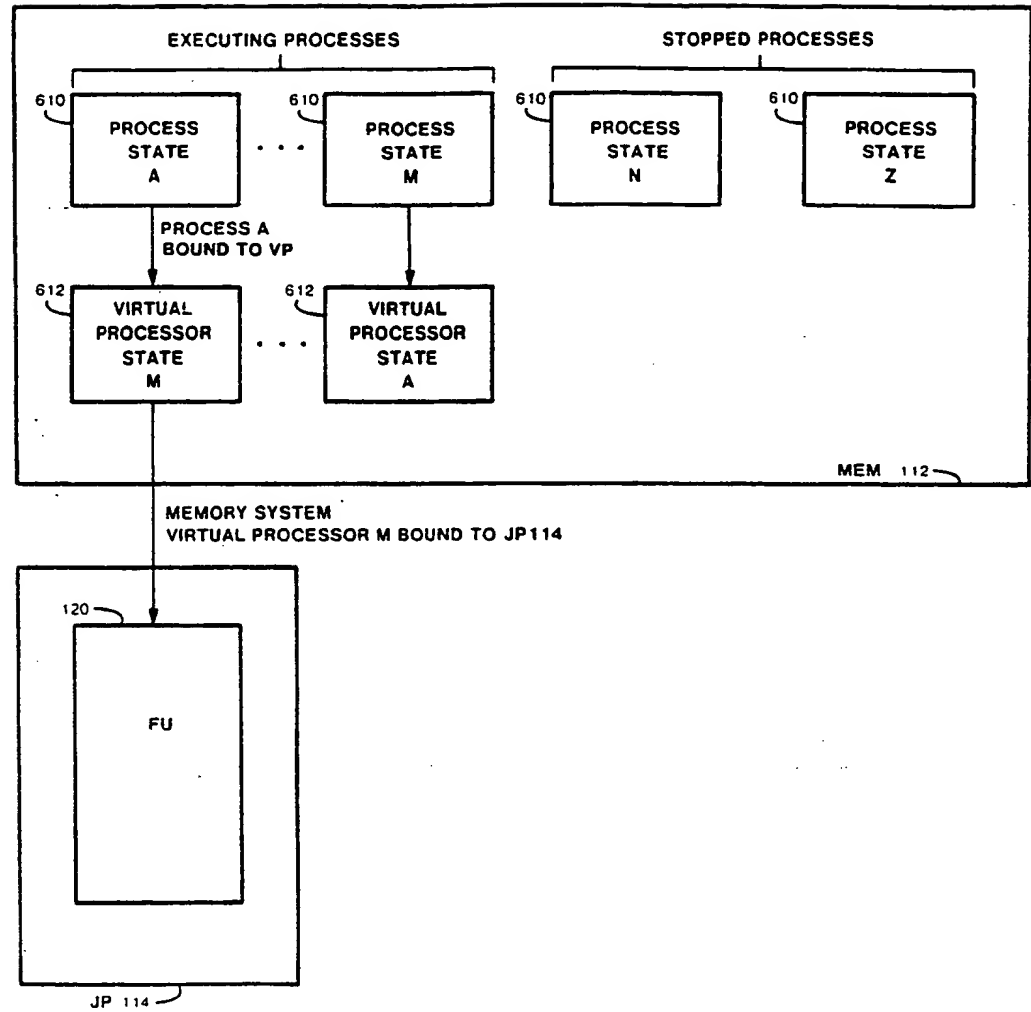 EXECUTING PROCESSES
STOPPED PROCESSES
610
PROCESS
STATE
A
610
PROCESS
STATE
M
610
PROCESS
STATE
N
610
PROCESS
STATE
Z
PROCESS A
BOUND TO VP
612
VIRTUAL
PROCESSOR
STATE
M
612
VIRTUAL
PROCESSOR
STATE
A
MEM 112
MEMORY SYSTEM
VIRTUAL PROCESSOR M BOUND TO JP114
120
FU
JP 114